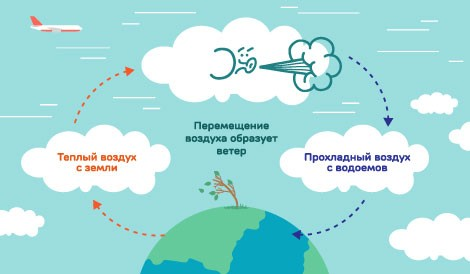 Перемещение
воздуха образует
ветер
Теплый воздух
с земли
Прохладный воздух
с водоемов